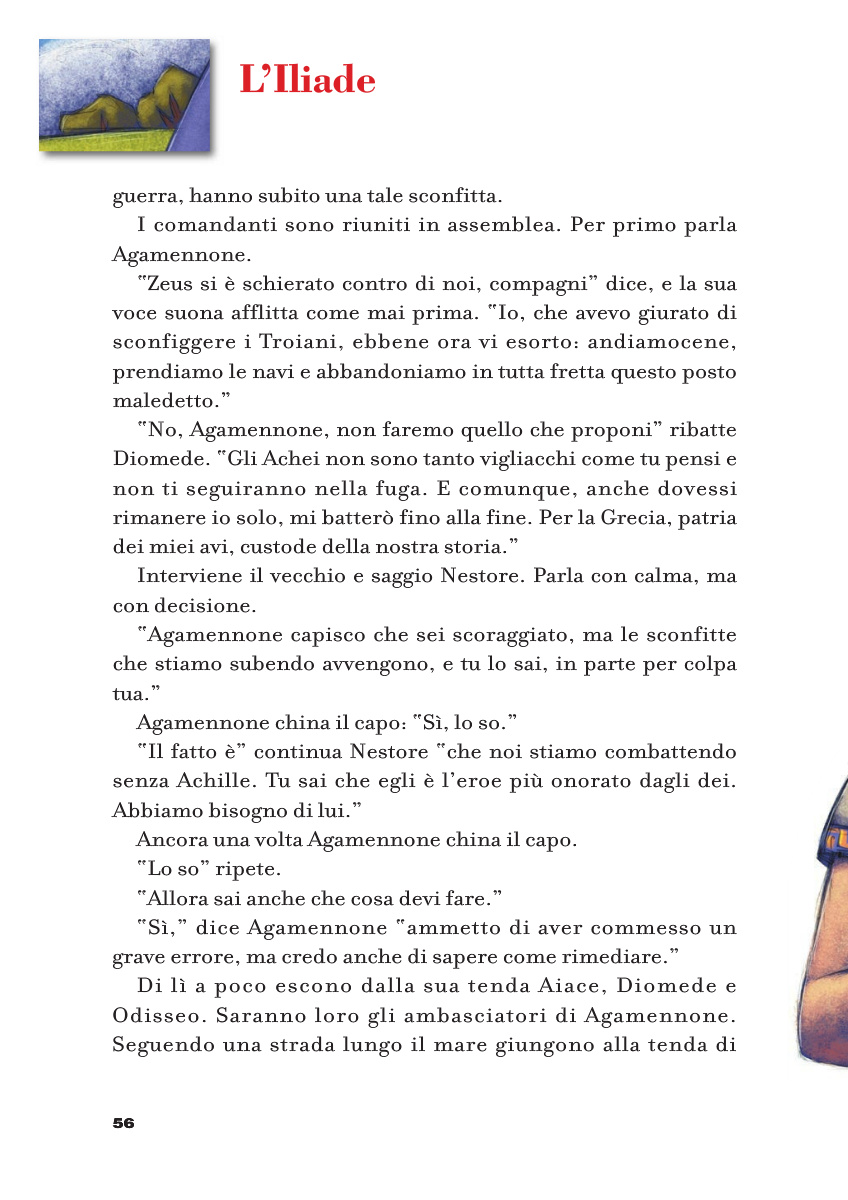 L’Iliade
guerra, hanno subito una tale sconfitta.
I comandanti sono riuniti in assemblea. Per primo parla
Agamennone.
‟Zeus si è schierato contro di noi, compagni” dice, e la sua
voce suona afflitta come mai prima. ‟Io, che avevo giurato di
sconfiggere i Troiani, ebbene ora vi esorto: andiamocene,
prendiamo le navi e abbandoniamo in tutta fretta questo posto
maledetto.”
‟No, Agamennone, non faremo quello che proponi” ribatte
Diomede. ‟Gli Achei non sono tanto vigliacchi come tu pensi e
non ti seguiranno nella fuga. E comunque, anche dovessi
rimanere io solo, mi batterò fino alla fine. Per la Grecia, patria
dei miei avi, custode della nostra storia.”
Interviene il vecchio e saggio Nestore. Parla con calma, ma
con decisione.
‟Agamennone capisco che sei scoraggiato, ma le sconfitte
che stiamo subendo avvengono, e tu lo sai, in parte per colpa
tua.”
Agamennone china il capo: ‟Sì, lo so.”
‟Il fatto è” continua Nestore ‟che noi stiamo combattendo
senza Achille. Tu sai che egli è l’eroe più onorato dagli dei.
Abbiamo bisogno di lui.”
Ancora una volta Agamennone china il capo.
‟Lo so” ripete.
‟Allora sai anche che cosa devi fare.”
‟Sì,” dice Agamennone ‟ammetto di aver commesso un
grave errore, ma credo anche di sapere come rimediare.”
Di lì a poco escono dalla sua tenda Aiace, Diomede e
Odisseo. Saranno loro gli ambasciatori di Agamennone.
Seguendo una strada lungo il mare giungono alla tenda di
56